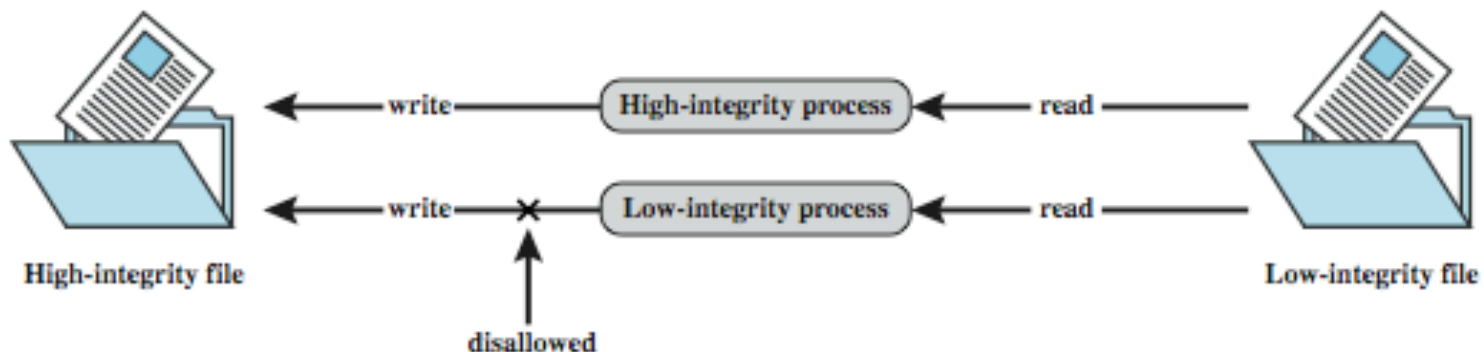 write High-integrity process read
write Low-integrity process read
High-integrity file Low-integrity file
disallowed